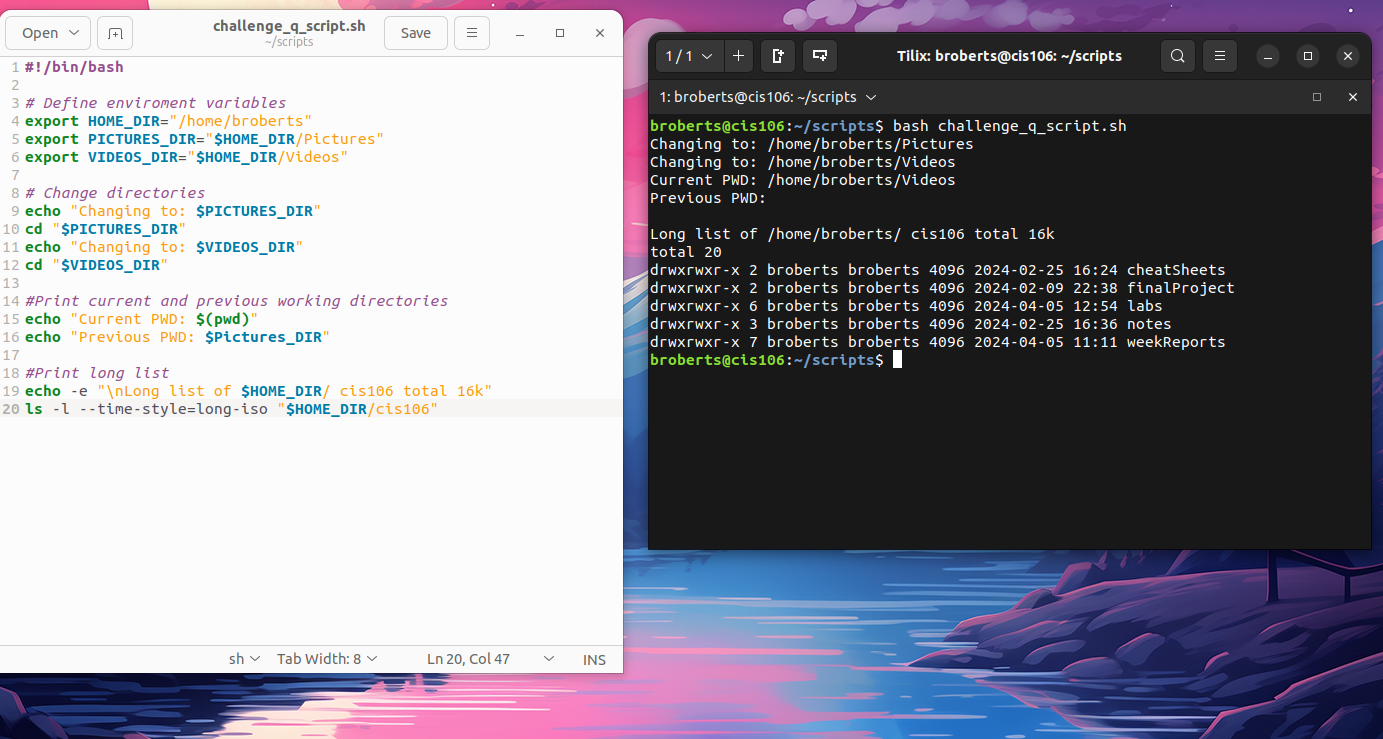 Open
challenge_q_script.sh
~/scripts
Save
1 #!/bin/bash
2
3 # Define enviroment variables
4 export HOME_DIR="/home/broberts"
5 export PICTURES_DIR="$HOME_DIR/Pictures"
6 export VIDEOS_DIR="$HOME_DIR/Videos"
7
8 # Change directories
9 echo "Changing to: $PICTURES_DIR"
10 cd "$PICTURES_DIR"
11 echo "Changing to: $VIDEOS_DIR"
12 cd "$VIDEOS_DIR"
13
14 #Print current and previous working directories
15 echo "Current PWD: $(pwd)"
16 echo "Previous PWD: $Pictures_DIR"
17
18 #Print long list
19 echo -e "\nLong list of $HOME_DIR/ cis106 total 16k"
20 ls -l --time-style=long-iso "$HOME_DIR/cis106"
sh Tab Width: 8 Ln 20, Col 47 INS
1 / 1 Tilix: broberts@cis106: ~/scripts
1: broberts@cis106: ~/scripts
broberts@cis106:~/scripts$ bash challenge_q_script.sh
Changing to: /home/broberts/Pictures
Changing to: /home/broberts/Videos
Current PWD: /home/broberts/Videos
Previous PWD:
Long list of /home/broberts/ cis106 total 16k
total 20
drwxrwxr-x 2 broberts broberts 4096 2024-02-25 16:24 cheatSheets
drwxrwxr-x 2 broberts broberts 4096 2024-02-09 22:38 finalProject
drwxrwxr-x 6 broberts broberts 4096 2024-04-05 12:54 labs
drwxrwxr-x 3 broberts broberts 4096 2024-02-25 16:36 notes
drwxrwxr-x 7 broberts broberts 4096 2024-04-05 11:11 weekReports
broberts@cis106:~/scripts$